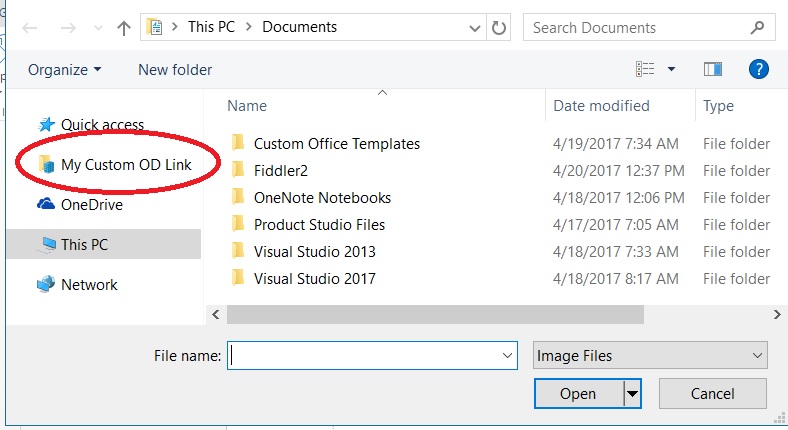 This PC > Documents
Search Documents
Organize
New folder
?
Name
Date modified
Type
Quick access
My Custom OD Link
OneDrive
This PC
Network
Custom Office Templates 4/19/2017 7:34 AM File folder
Fiddler2 4/20/2017 12:37 PM File folder
OneNote Notebooks 4/18/2017 12:06 PM File folder
Product Studio Files 4/17/2017 7:05 AM File folder
Visual Studio 2013 4/18/2017 7:33 AM File folder
Visual Studio 2017 4/18/2017 8:17 AM File folder
File name:
Image Files
Open
Cancel